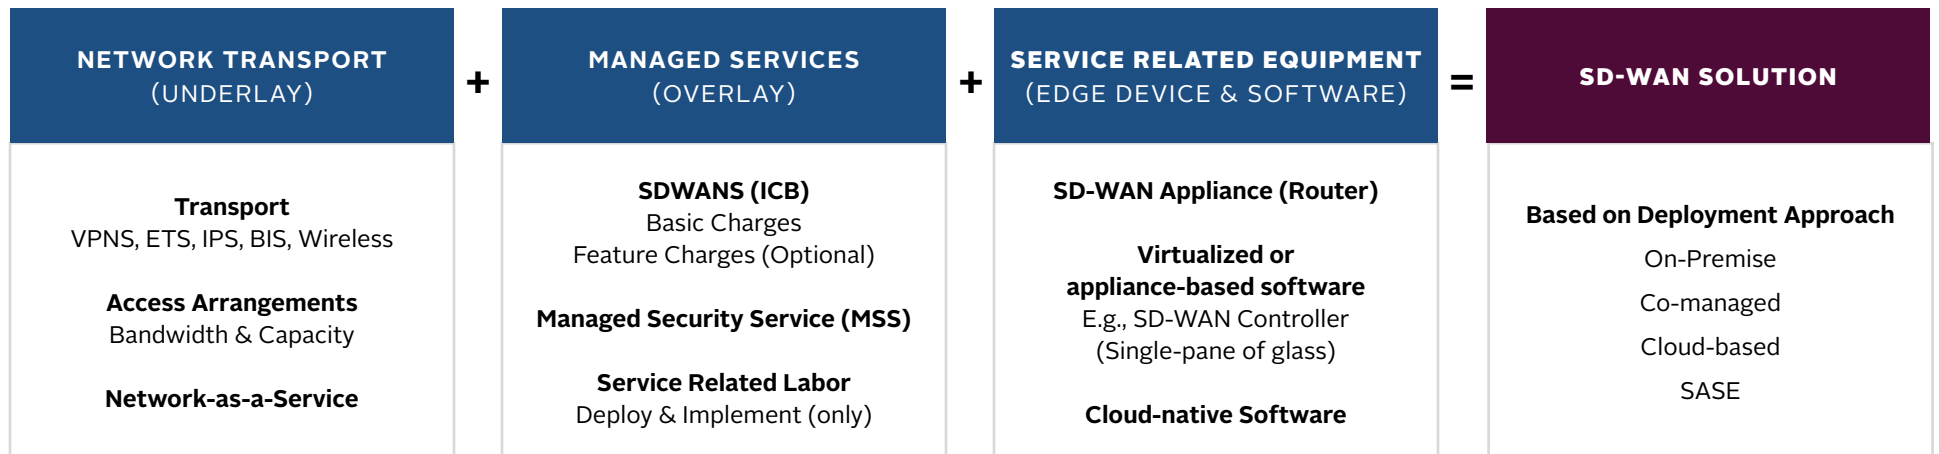 NETWORK TRANSPORT
(UNDERLAY)
Transport
VPNS, ETS, IPS, BIS, Wireless
Access Arrangements
Bandwidth & Capacity
Network-as-a-Service
+
MANAGED SERVICES
(OVERLAY)
SDWANS (ICB)
Basic Charges
Feature Charges (Optional)
Managed Security Service (MSS)
Service Related Labor
Deploy & Implement (only)
+
SERVICE RELATED EQUIPMENT
(EDGE DEVICE & SOFTWARE)
SD-WAN Appliance (Router)
Virtualized or
appliance-based software
E.g., SD-WAN Controller
(Single-pane of glass)
Cloud-native Software
=
SD-WAN SOLUTION
Based on Deployment Approach
On-Premise
Co-managed
Cloud-based
SASE